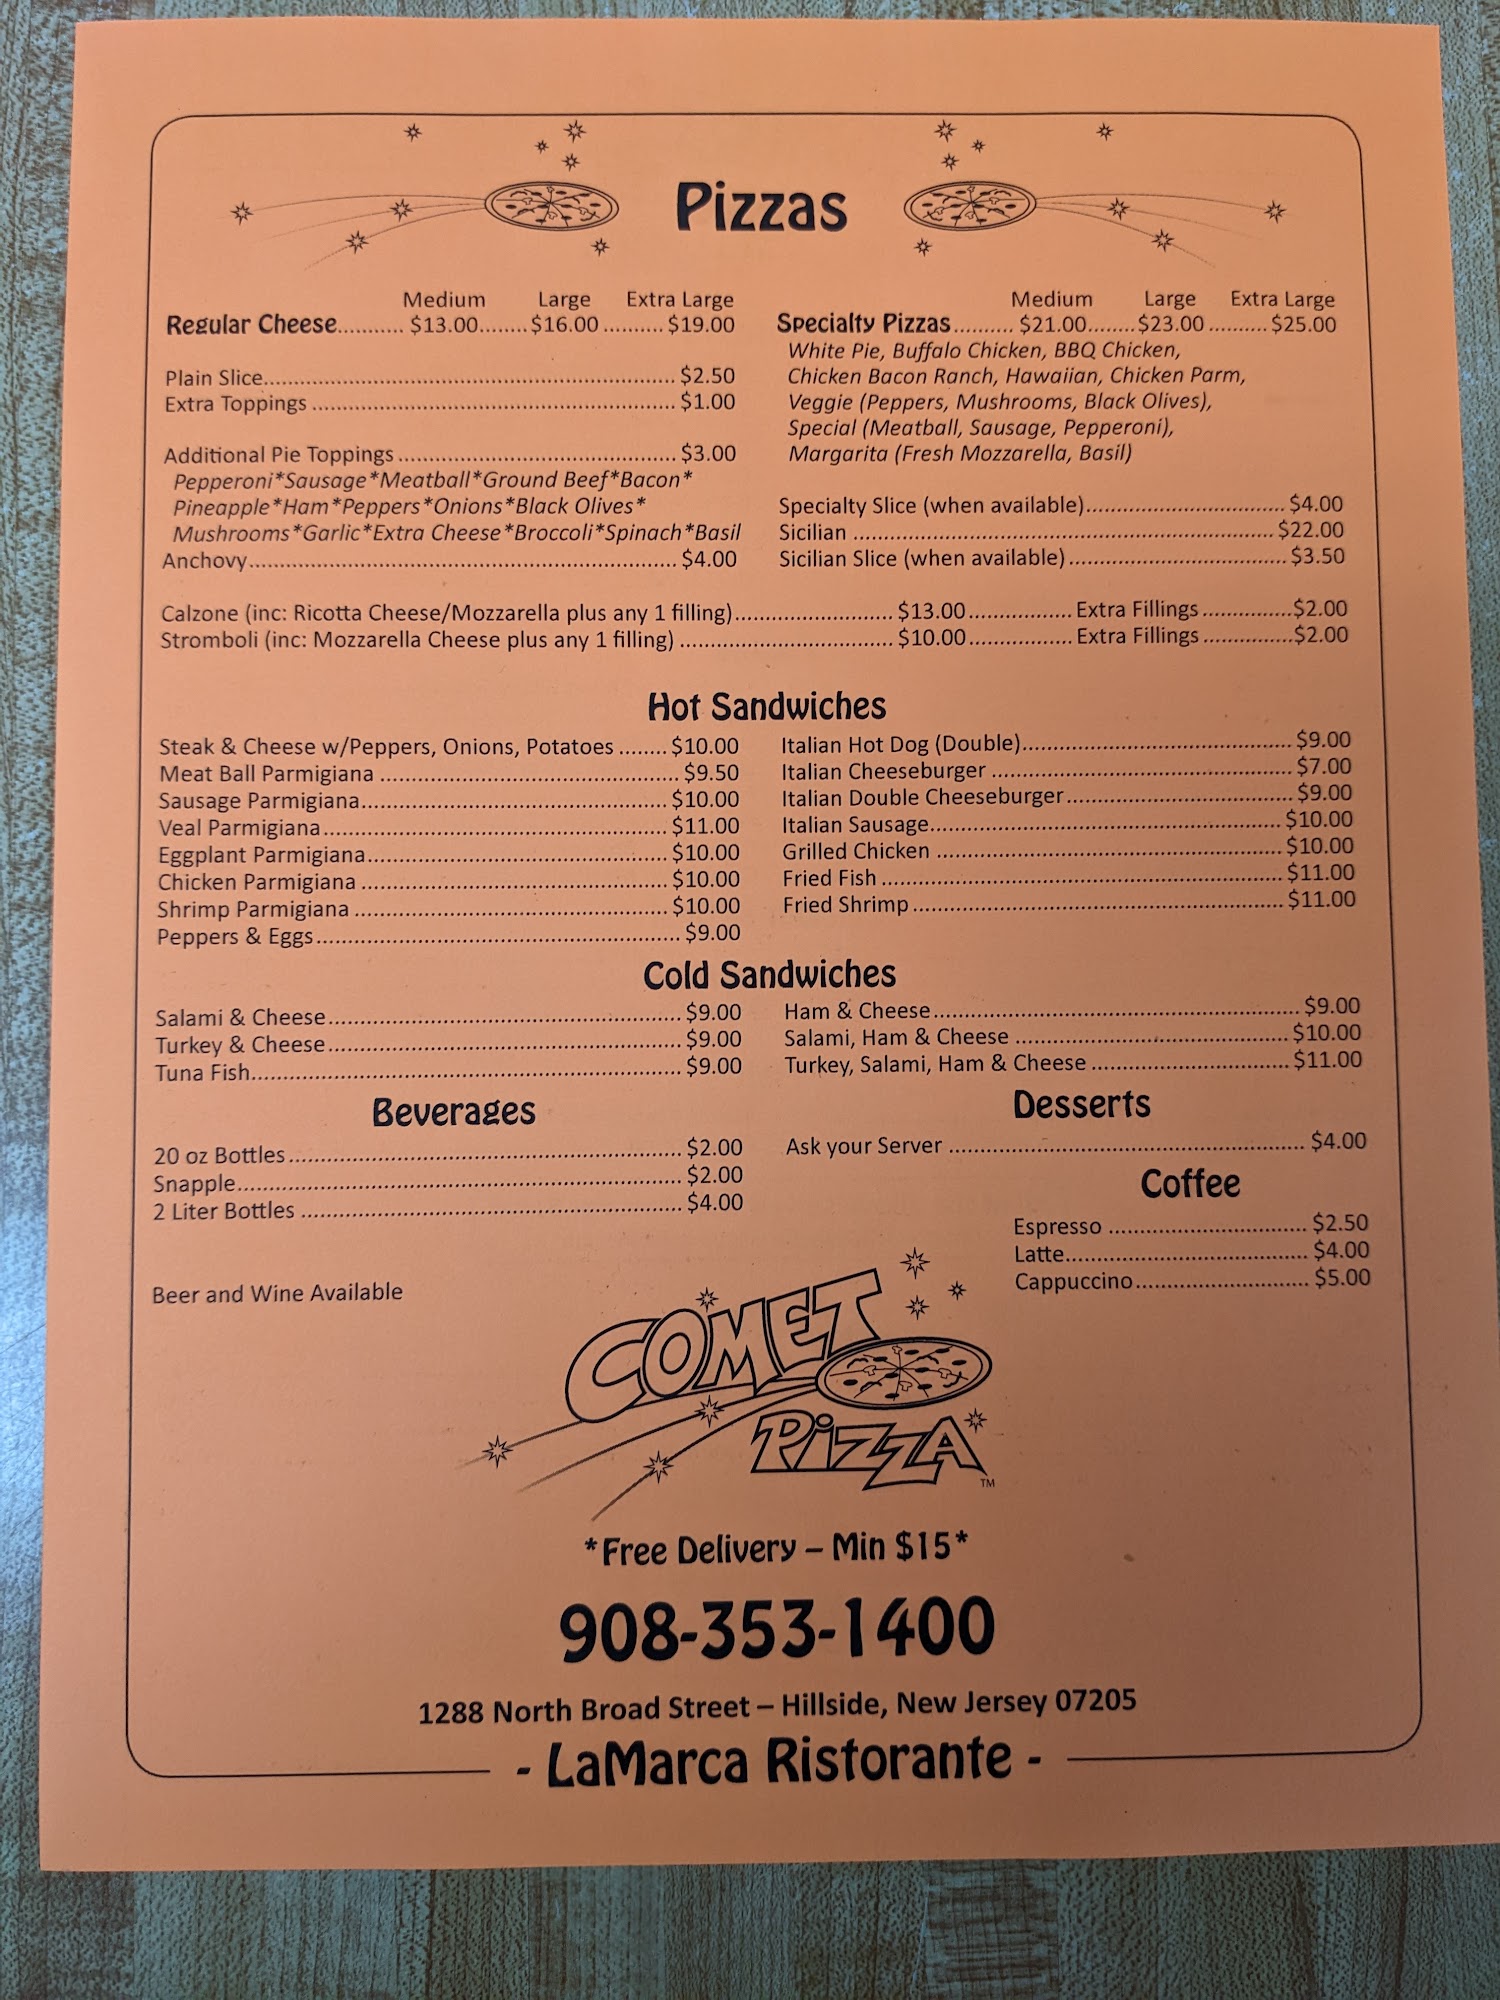 Pizzas
Medium Large Extra Large
Regular Cheese........... $13.00........$16.00.......... $19.00
Plain Slice.................... $2.50
Extra Toppings .................... $1.00
Additional Pie Toppings .................... $3.00
Pepperoni*Sausage*Meatball*Ground Beef*Bacon*
Pineapple*Ham*Peppers*Onions*Black Olives*
Mushrooms*Garlic*Extra Cheese*Broccoli*Spinach*Basil
Anchovy.................... $4.00
Medium Large Extra Large
Specialty Pizzas.......... $21.00........$23.00..........$25.00
White Pie, Buffalo Chicken, BBQ Chicken,
Chicken Bacon Ranch, Hawaiian, Chicken Parm,
Veggie (Peppers, Mushrooms, Black Olives),
Special (Meatball, Sausage, Pepperoni),
Margarita (Fresh Mozzarella, Basil)
Specialty Slice (when available).................... $4.00
Sicilian .................... $22.00
Sicilian Slice (when available).................... $3.50
Calzone (inc: Ricotta Cheese/Mozzarella plus any 1 filling).................... $13.00................. Extra Fillings ...............$2.00
Stromboli (inc: Mozzarella Cheese plus any 1 filling) .................... $10.00................. Extra Fillings ...............$2.00
Hot Sandwiches
Steak & Cheese w/Peppers, Onions, Potatoes ........ $10.00
Meat Ball Parmigiana .................... $9.50
Sausage Parmigiana.................... $10.00
Veal Parmigiana.................... $11.00
Eggplant Parmigiana.................... $10.00
Chicken Parmigiana .................... $10.00
Shrimp Parmigiana .................... $10.00
Peppers & Eggs.................... $9.00
Italian Hot Dog (Double).................... $9.00
Italian Cheeseburger .................... $7.00
Italian Double Cheeseburger.................... $9.00
Italian Sausage.................... $10.00
Grilled Chicken .................... $10.00
Fried Fish .................... $11.00
Fried Shrimp .................... $11.00
Cold Sandwiches
Salami & Cheese.................... $9.00
Turkey & Cheese.................... $9.00
Tuna Fish.................... $9.00
Ham & Cheese.................... $9.00
Salami, Ham & Cheese .................... $10.00
Turkey, Salami, Ham & Cheese .................... $11.00
Beverages
20 oz Bottles.................... $2.00
Snapple.................... $2.00
2 Liter Bottles .................... $4.00
Beer and Wine Available
Desserts
Ask your Server .................... $4.00
Coffee
Espresso .................... $2.50
Latte.................... $4.00
Cappuccino.................... $5.00
COMET
PIZZA
TM
*Free Delivery – Min $15*
908-353-1400
1288 North Broad Street – Hillside, New Jersey 07205
- LaMarca Ristorante -